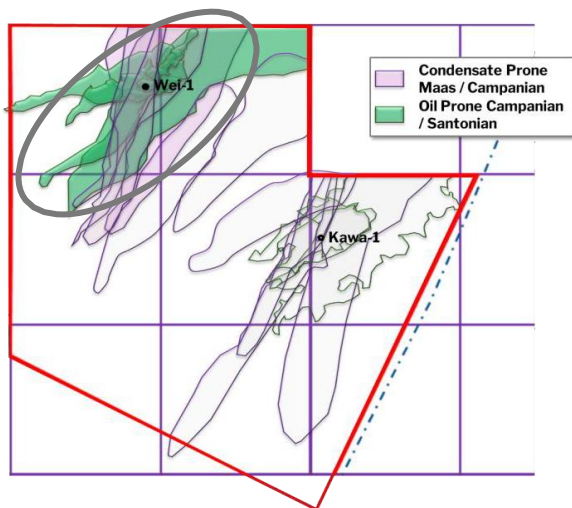 Condensate Prone
Maas / Campanian
Oil Prone Campanian
/ Santonian
Wei-1
Kawa-1